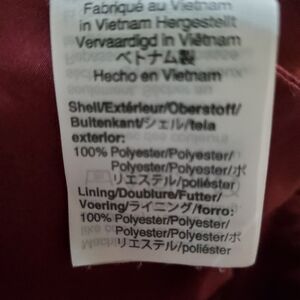 Fabriqué au Vietnam
in Vietnam Hergestellt
Vervaardigd in Viëtnam
ベトナム製
Hecho en Vietnam
Shell/Extérieur/Oberstoff/
Buitenkant/シェル/tela
exterior:
100% Polyester/Polyester/
Polyester/Polyester/ポ
リエステル/poliéster
Lining/Doublure/Futter/
Voering/ライニング/forro:
100% Polyester/Polyester/
Polyester/Polyester/ポ
リエステル/poliéster